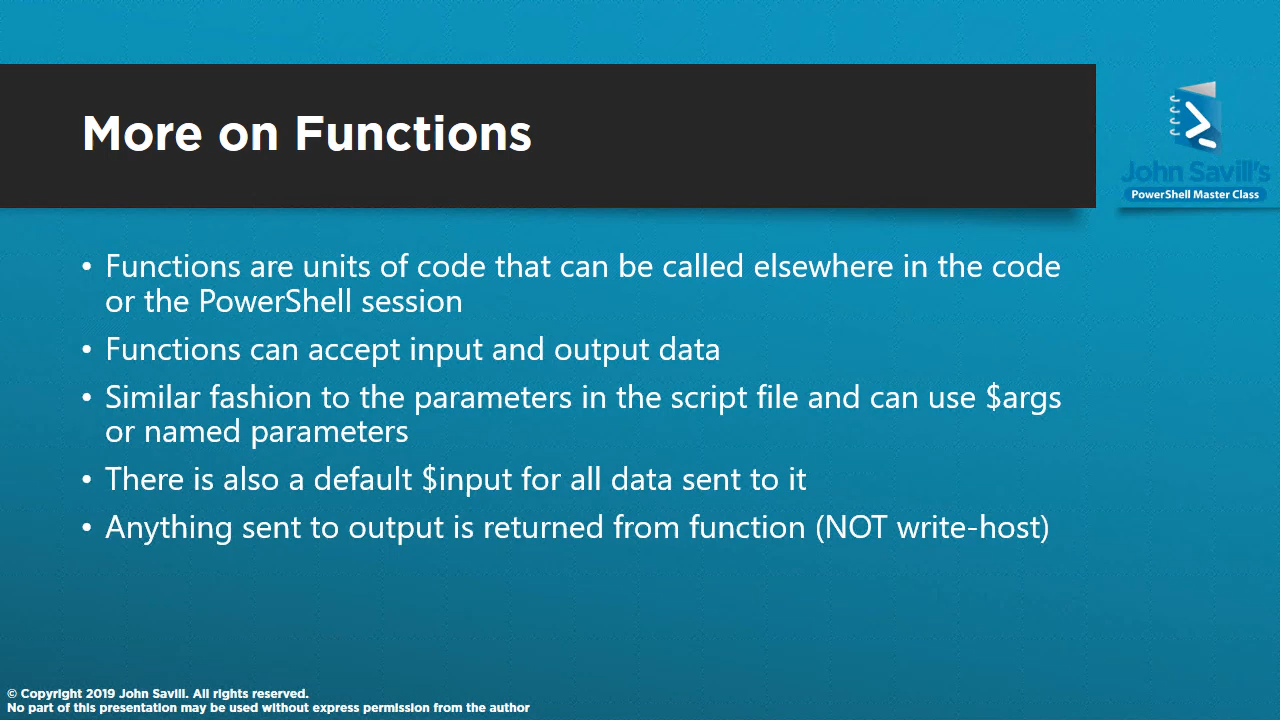 More on Functions
John Savill's
PowerShell Master Class
• Functions are units of code that can be called elsewhere in the code
or the PowerShell session
• Functions can accept input and output data
• Similar fashion to the parameters in the script file and can use $args
or named parameters
• There is also a default $input for all data sent to it
• Anything sent to output is returned from function (NOT write-host)
© Copyright 2019 John Savill. All rights reserved.
No part of this presentation may be used without express permission from the author